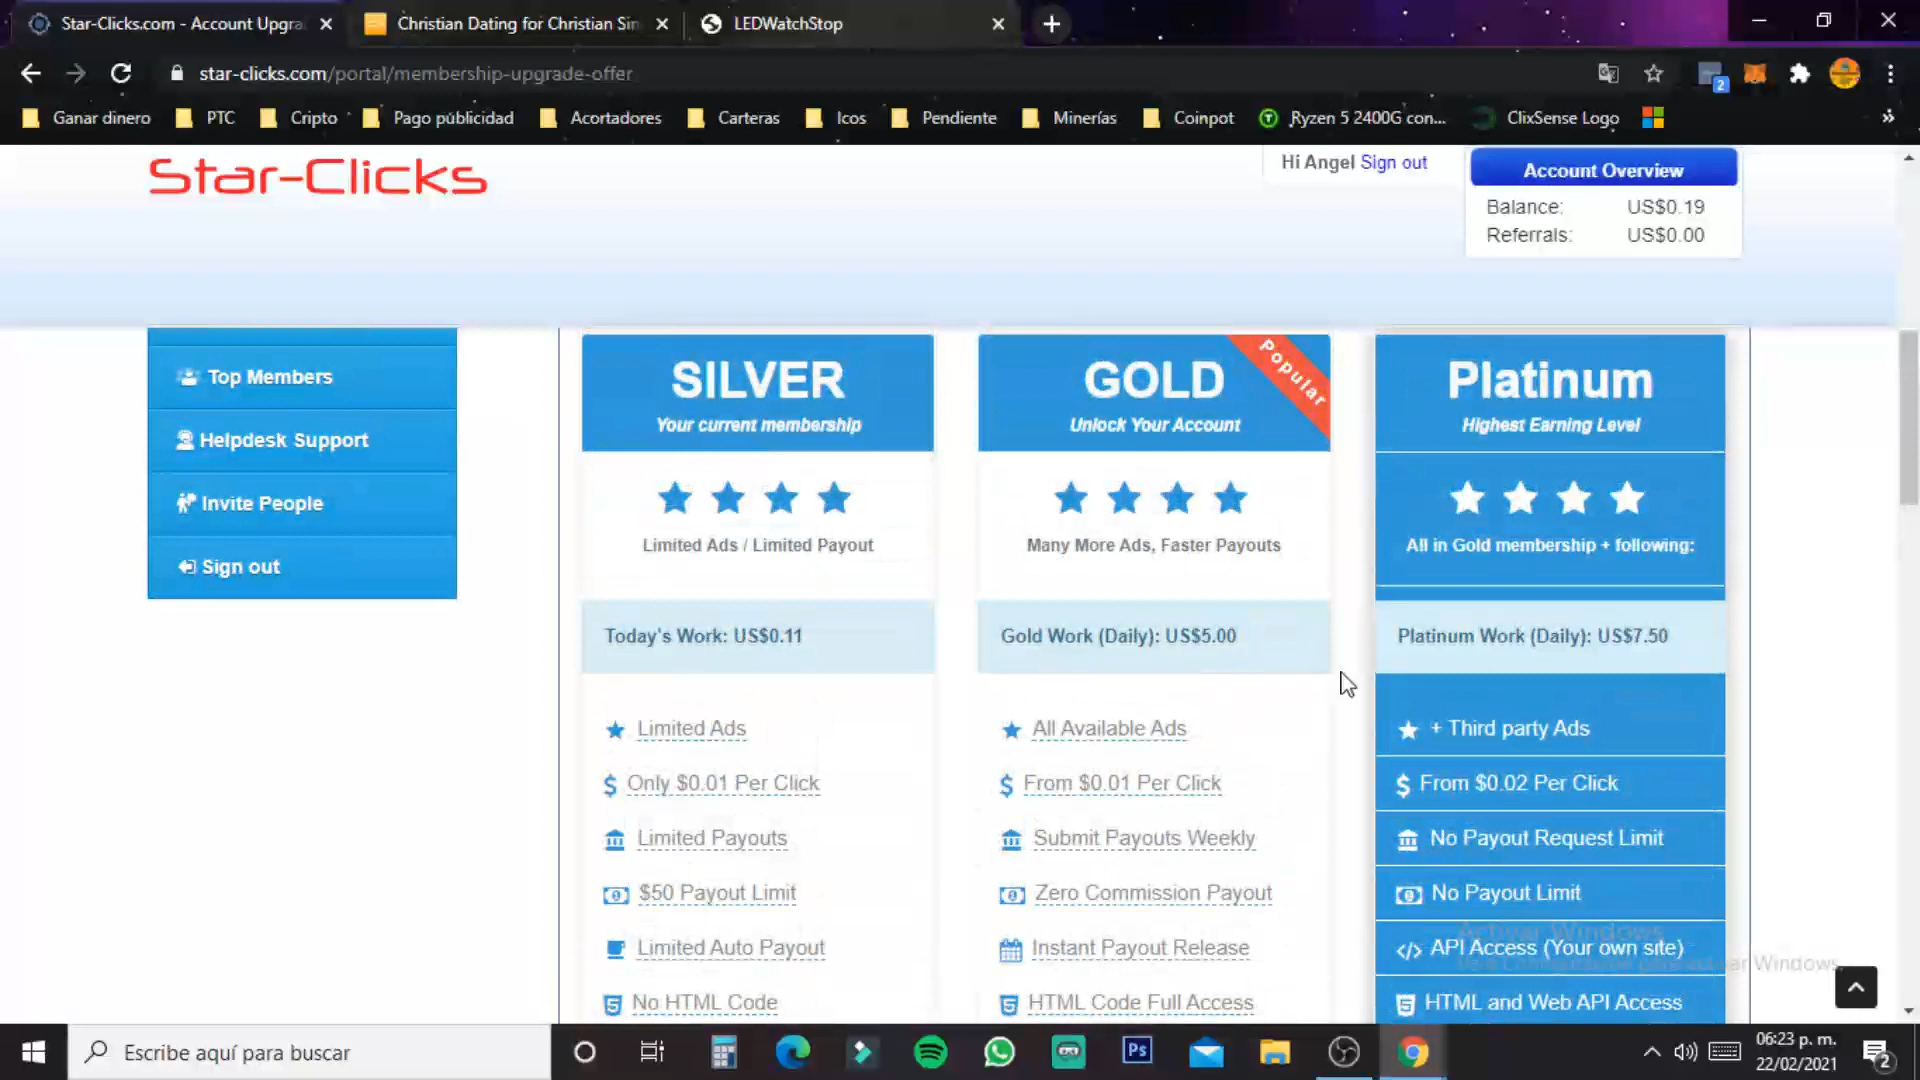 Star-Clicks.com - Account Upgra
Christian Dating for Christian Sin
LEDWatchStop
star-clicks.com/portal/membership-upgrade-offer
2
Ganar dinero
PTC
Cripto
Pago publicidad
Acortadores
Carteras
Icos
Pendiente
Minerías
Coinpot
Ryzen 5 2400G con...
ClixSense Logo
»
Star-Clicks
Hi Angel Sign out
Account Overview
Balance: US$0.19
Referrals: US$0.00
Top Members
Helpdesk Support
Invite People
Sign out
SILVER
Your current membership
Limited Ads / Limited Payout
Today's Work: US$0.11
Limited Ads
Only $0.01 Per Click
Limited Payouts
$50 Payout Limit
Limited Auto Payout
No HTML Code
GOLD
Popular
Unlock Your Account
Many More Ads, Faster Payouts
Gold Work (Daily): US$5.00
All Available Ads
From $0.01 Per Click
Submit Payouts Weekly
Zero Commission Payout
Instant Payout Release
HTML Code Full Access
Platinum
Highest Earning Level
All in Gold membership + following:
Platinum Work (Daily): US$7.50
+ Third party Ads
From $0.02 Per Click
No Payout Request Limit
No Payout Limit
API Access (Your own site)
HTML and Web API Access
Activar Windows
Windows.
Escribe aquí para buscar
Ps
06:23 p. m.
22/02/2021
2